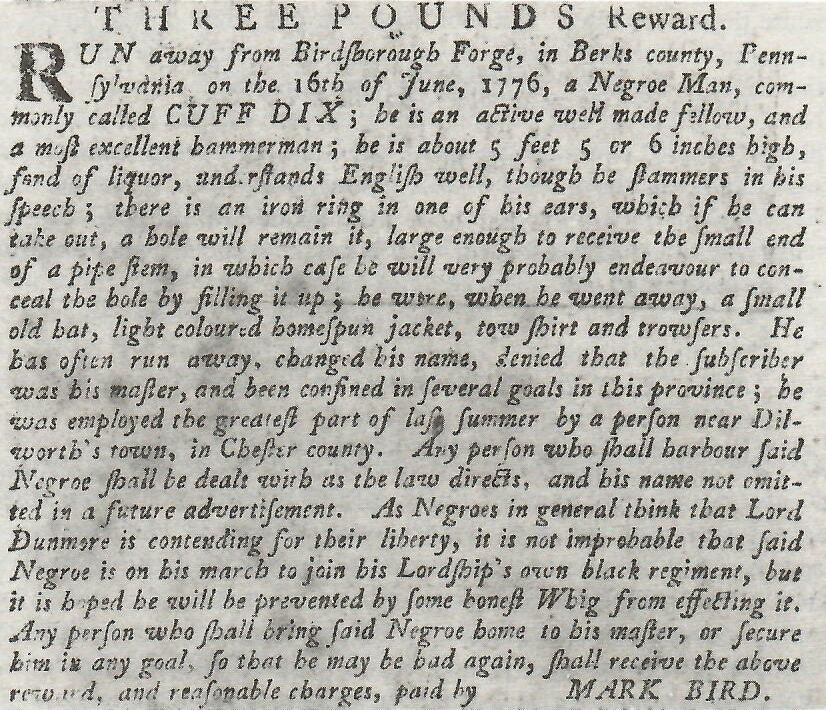 THREE POUNDS Reward.
RUN away from Birdſborough Forge, in Berks county, Penn-
ſylvania on the 16th of June, 1776, a Negroe Man, com-
monly called CUFF DIX; he is an active well made fellow, and
a moſt excellent hammerman; he is about 5 feet 5 or 6 inches high,
fond of liquor, underſtands Engliſh well, though he ſtammers in his
ſpeech; there is an iron ring in one of his ears, which if he can
take out, a hole will remain it, large enough to receive the ſmall end
of a pipe ſtem, in which caſe he will very probably endeavour to con-
ceal the hole by filling it up; he wore, when he went away, a ſmall
old hat, light coloured homeſpun jacket, tow ſhirt and trowſers. He
has often run away, changed his name, denied that the ſubſcriber
was his maſter, and been confined in ſeveral goals in this province; he
was employed the greateſt part of laſt ſummer by a perſon near Dil-
worth's town, in Cheſter county. Any perſon who ſhall harbour ſaid
Negroe ſhall be dealt with as the law directs, and his name not omit-
ted in a future advertiſement. As Negroes in general think that Lord
Dunmore is contending for their liberty, it is not improbable that ſaid
Negroe is on his march to join his Lordſhip's own black regiment, but
it is hoped he will be prevented by ſome honeſt Whig from effecting it.
Any perſon who ſhall bring ſaid Negroe home to his maſter, or ſecure
him in any goal, ſo that he may be had again, ſhall receive the above
reward, and reaſonable charges, paid by MARK BIRD.